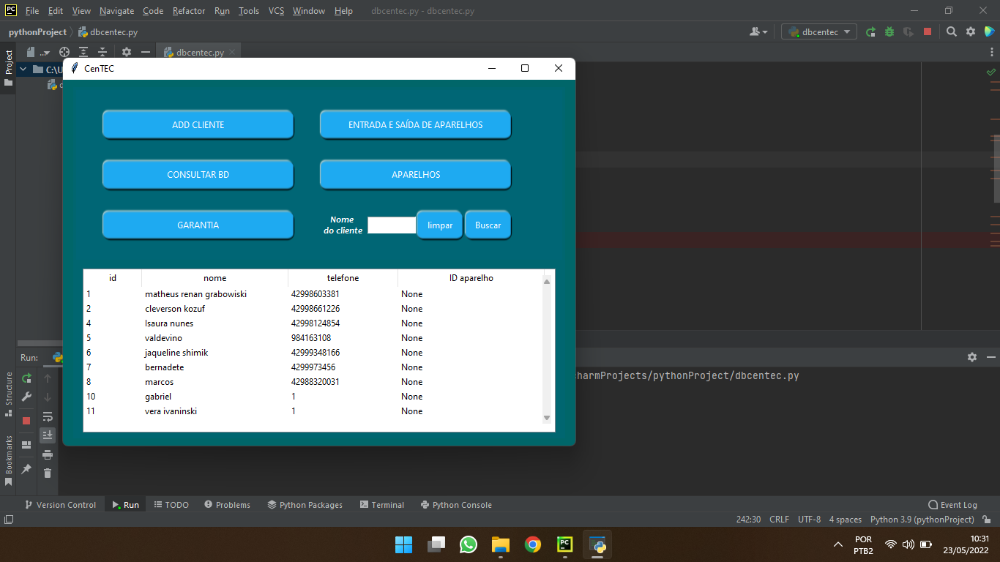 PC File Edit View Navigate Code Refactor Run Tools VCS Window Help dbcentec.py - dbcentec.py
pythonProject dbcentec.py dbcentec
Project .. dbcentec.py
C:\U
CenTEC
ADD CLIENTE ENTRADA E SAÍDA DE APARELHOS
CONSULTAR BD APARELHOS
GARANTIA Nome do cliente limpar Buscar
id nome telefone ID aparelho
1 matheus renan grabowiski 42998603381 None
2 cleverson kozuf 42998661226 None
4 Isaura nunes 42998124854 None
5 valdevino 984163108 None
6 jaqueline shimik 42999348166 None
7 bernadete 4299973456 None
8 marcos 42988320031 None
10 gabriel 1 None
11 vera ivaninski 1 None
Run:
harmProjects/pythonProject/dbcentec.py
Structure
Bookmarks
Version Control Run TODO Problems Python Packages Terminal Python Console Event Log
242:30 CRLF UTF-8 4 spaces Python 3.9 (pythonProject)
PC
POR 10:31
PTB2 23/05/2022